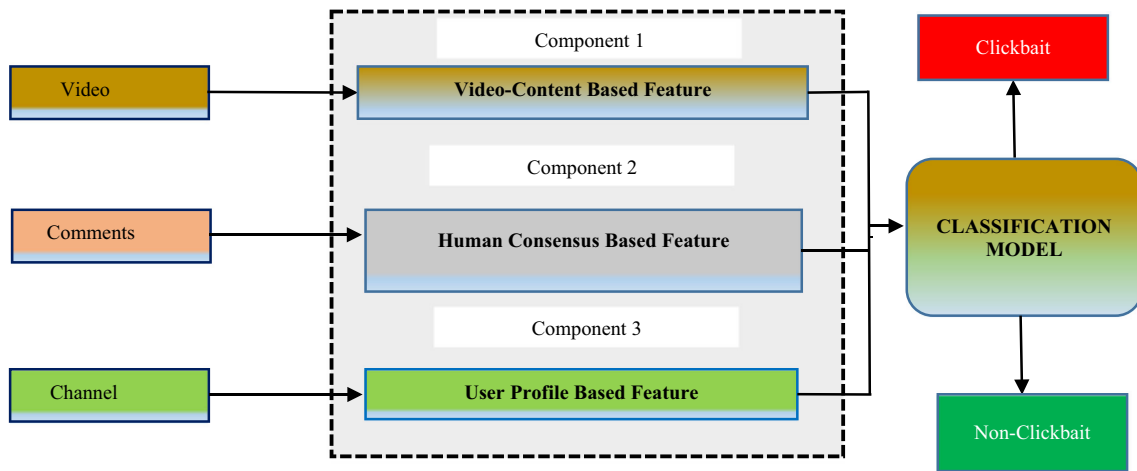 Component 1
Clickbait
Video
Video-Content Based Feature
Component 2
Comments
Human Consensus Based Feature
CLASSIFICATION
MODEL
Component 3
Channel
User Profile Based Feature
Non-Clickbait